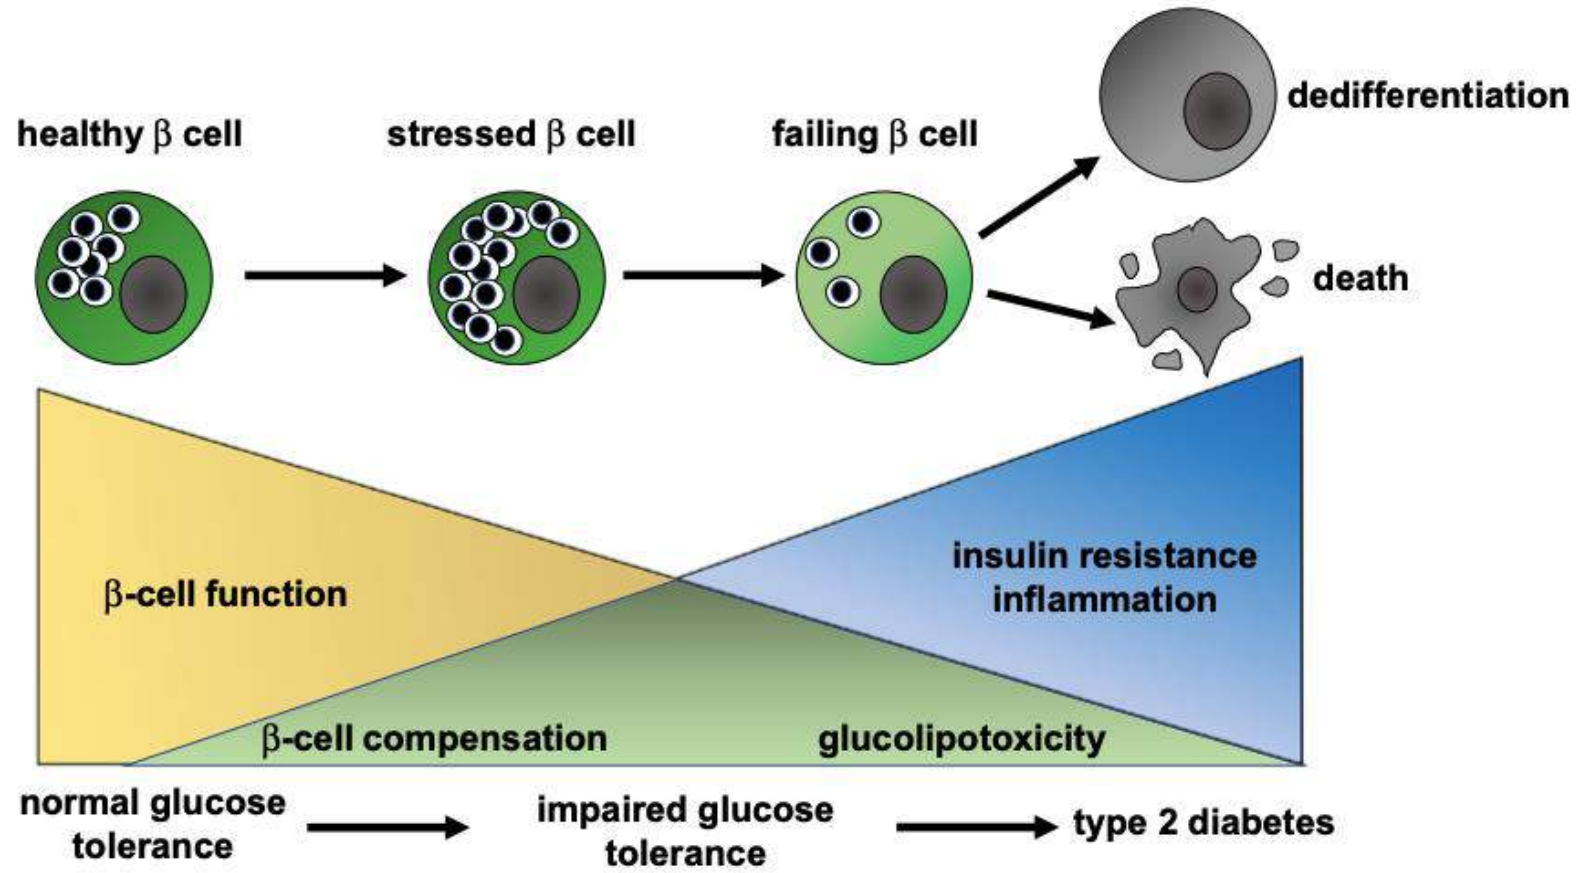 healthy β cell
stressed β cell
failing β cell
dedifferentiation
death
β-cell function
insulin resistance
inflammation
β-cell compensation
glucolipotoxicity
normal glucose
tolerance
impaired glucose
tolerance
type 2 diabetes